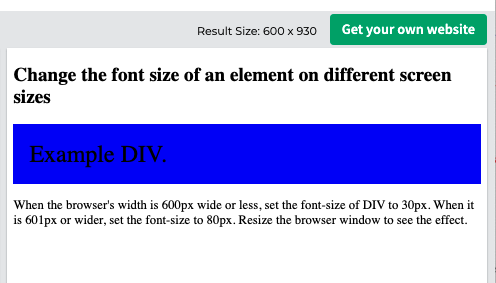 Result Size: 600 x 930
Get your own website
Change the font size of an element on different screen
sizes
Example DIV.
When the browser's width is 600px wide or less, set the font-size of DIV to 30px. When it
is 601px or wider, set the font-size to 80px. Resize the browser window to see the effect.